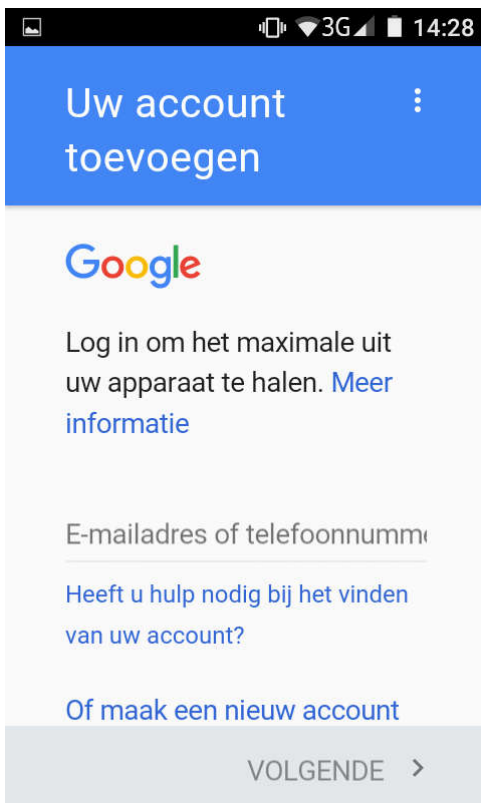 3G 14:28
Uw account
toevoegen
Google
Log in om het maximale uit
uw apparaat te halen. Meer
informatie
E-mailadres of telefoonnumme
Heeft u hulp nodig bij het vinden
van uw account?
Of maak een nieuw account
VOLGENDE